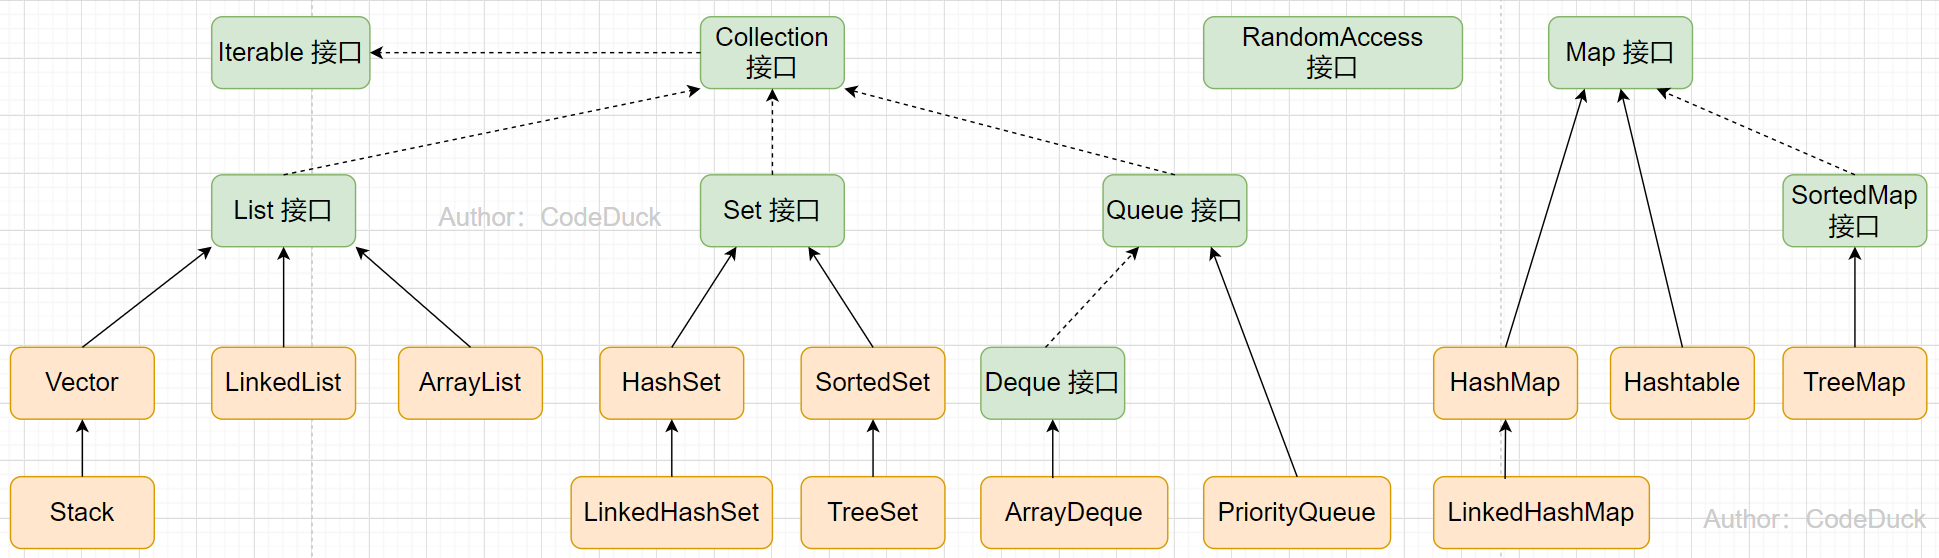 Iterable 接口
Collection
接口
RandomAccess
接口
Map 接口
List 接口
Author：CodeDuck
Set 接口
Queue 接口
SortedMap
接口
Vector
LinkedList
ArrayList
HashSet
SortedSet
Deque 接口
HashMap
Hashtable
TreeMap
Stack
LinkedHashSet
TreeSet
ArrayDeque
PriorityQueue
LinkedHashMap
Author：CodeDuck